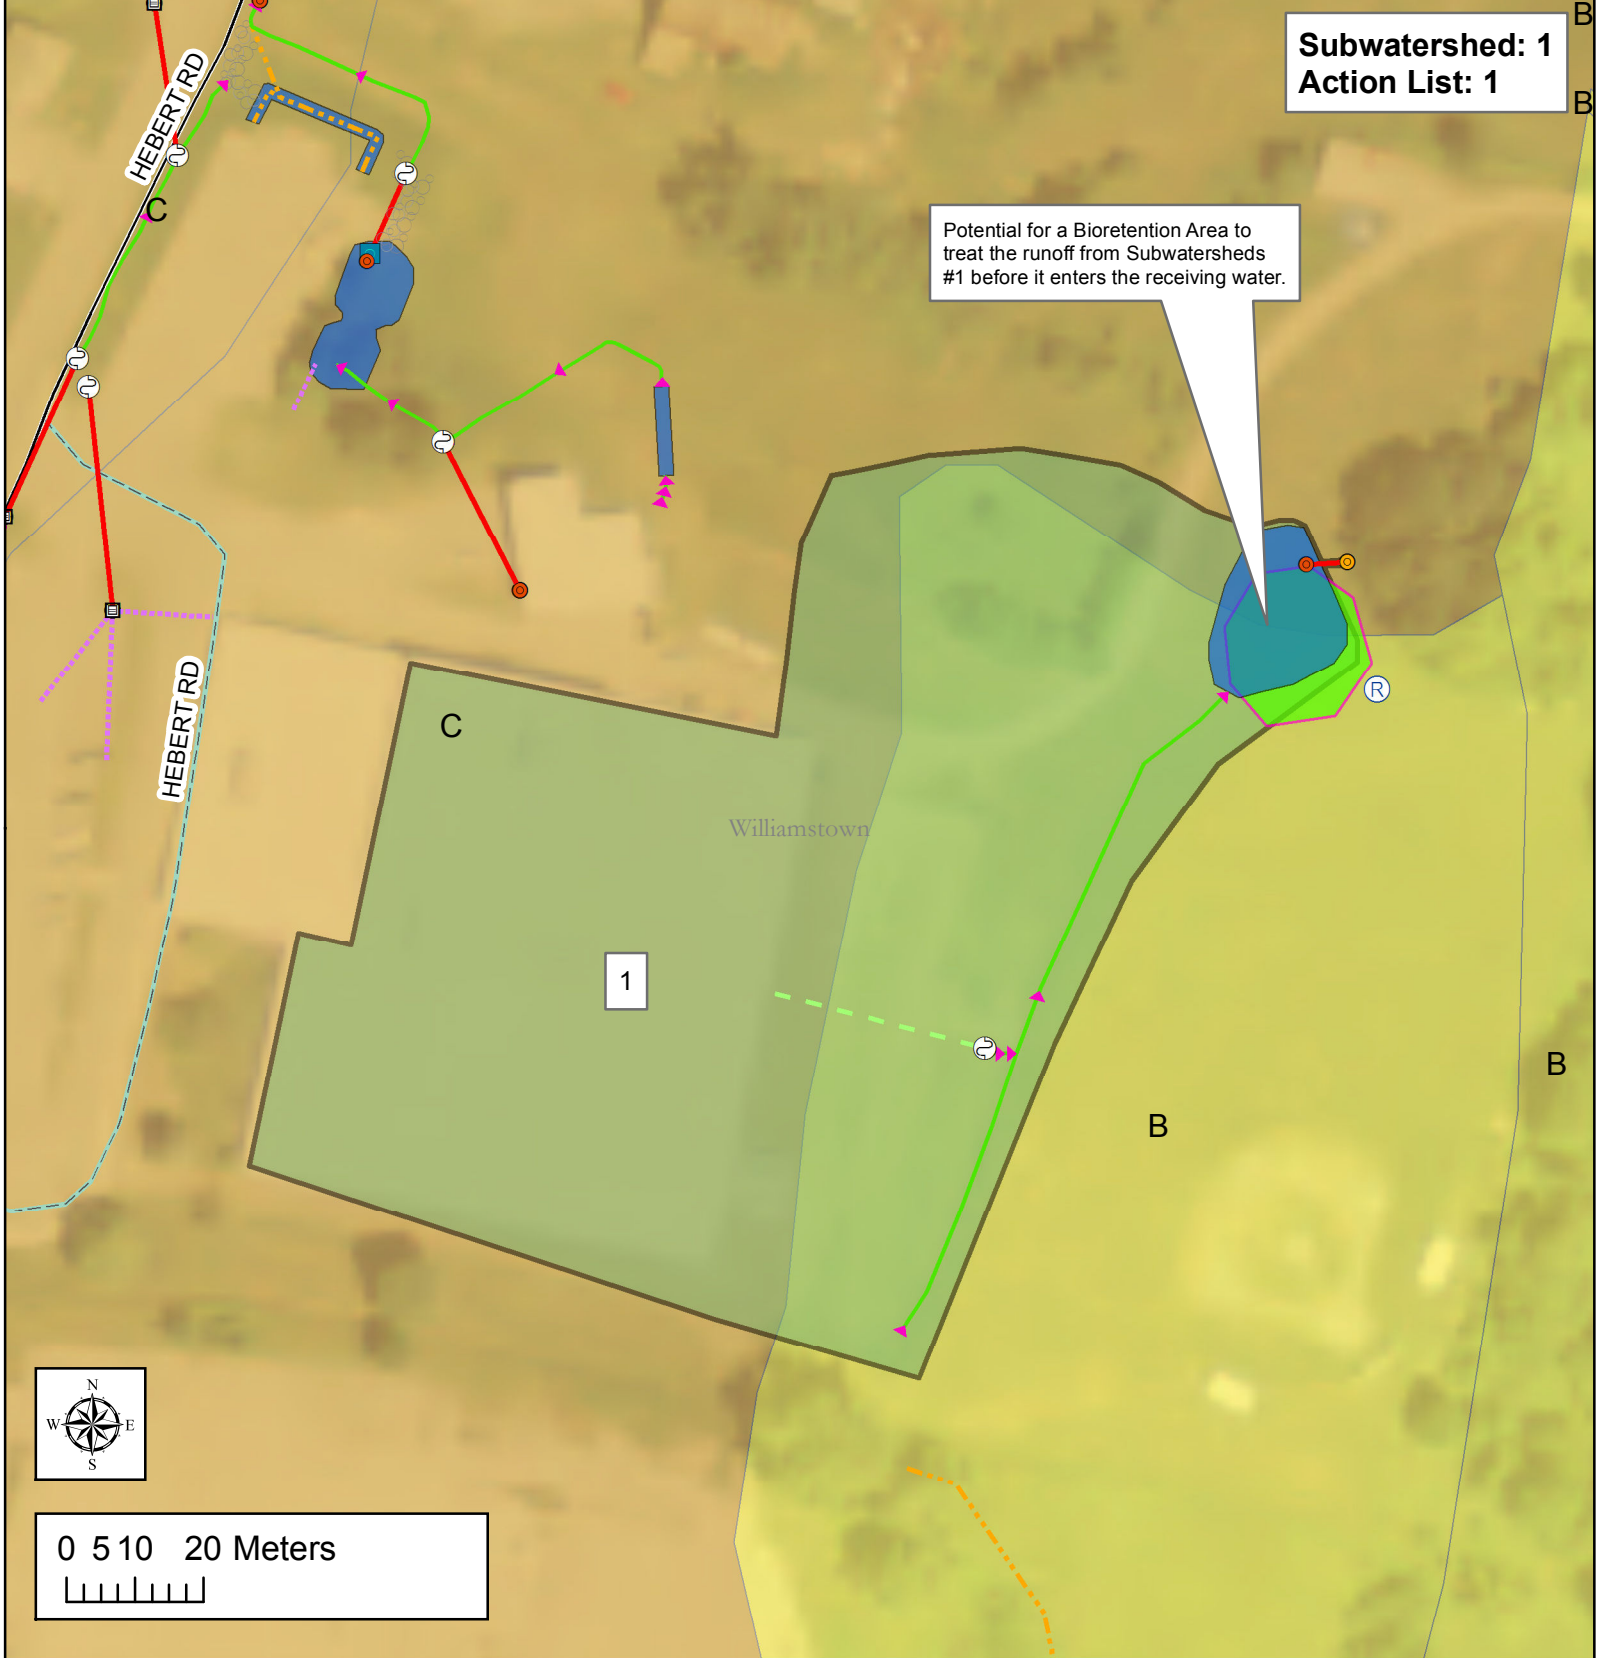 Subwatershed: 1
Action List: 1
B
B
HEBERT RD
C
Potential for a Bioretention Area to
treat the runoff from Subwatersheds
#1 before it enters the receiving water.
R
HEBERT RD
C
Williamstown
1
B
B
N
W E
S
0 5 10 20 Meters